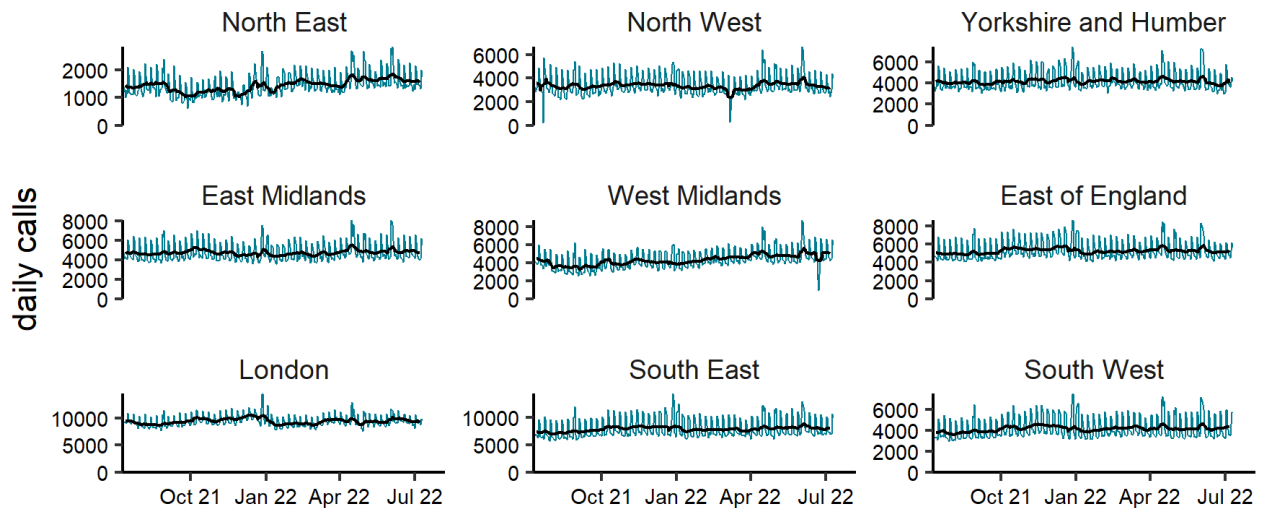 North East
North West
Yorkshire and Humber
2000
1000
0
6000
4000
2000
0
6000
4000
2000
0
daily calls
East Midlands
West Midlands
East of England
8000
6000
4000
2000
0
8000
6000
4000
2000
0
8000
6000
4000
2000
0
London
South East
South West
10000
5000
0
10000
5000
0
6000
4000
2000
0
Oct 21 Jan 22 Apr 22 Jul 22
Oct 21 Jan 22 Apr 22 Jul 22
Oct 21 Jan 22 Apr 22 Jul 22